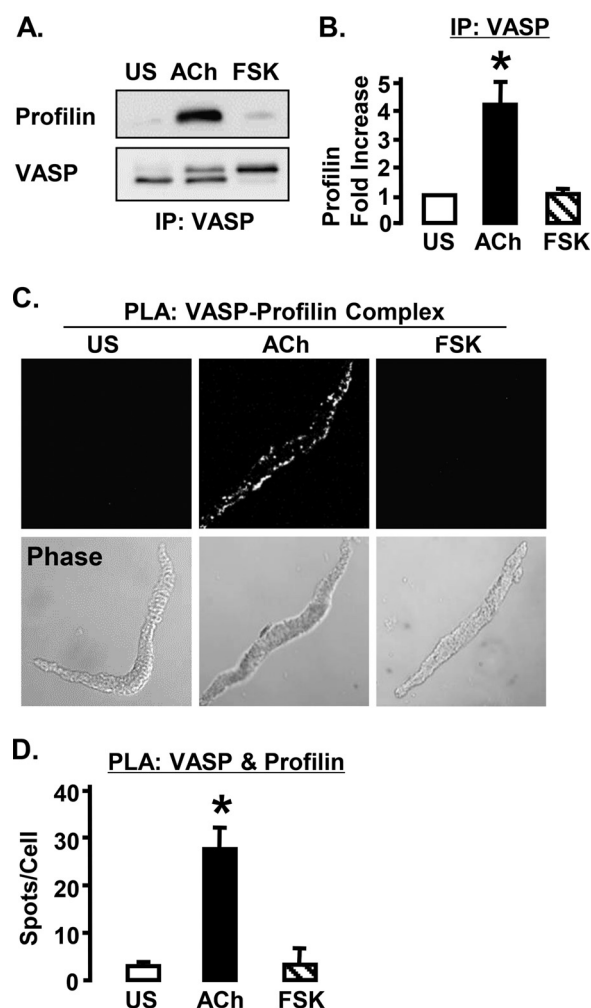 A.
US ACh FSK
Profilin
VASP
IP: VASP
B.
IP: VASP
Profilin
Fold Increase
5
4
3
2
1
0
*
US ACh FSK
C.
PLA: VASP-Profilin Complex
US ACh FSK
Phase
D.
PLA: VASP & Profilin
Spots/Cell
40
30
20
10
0
*
US ACh FSK